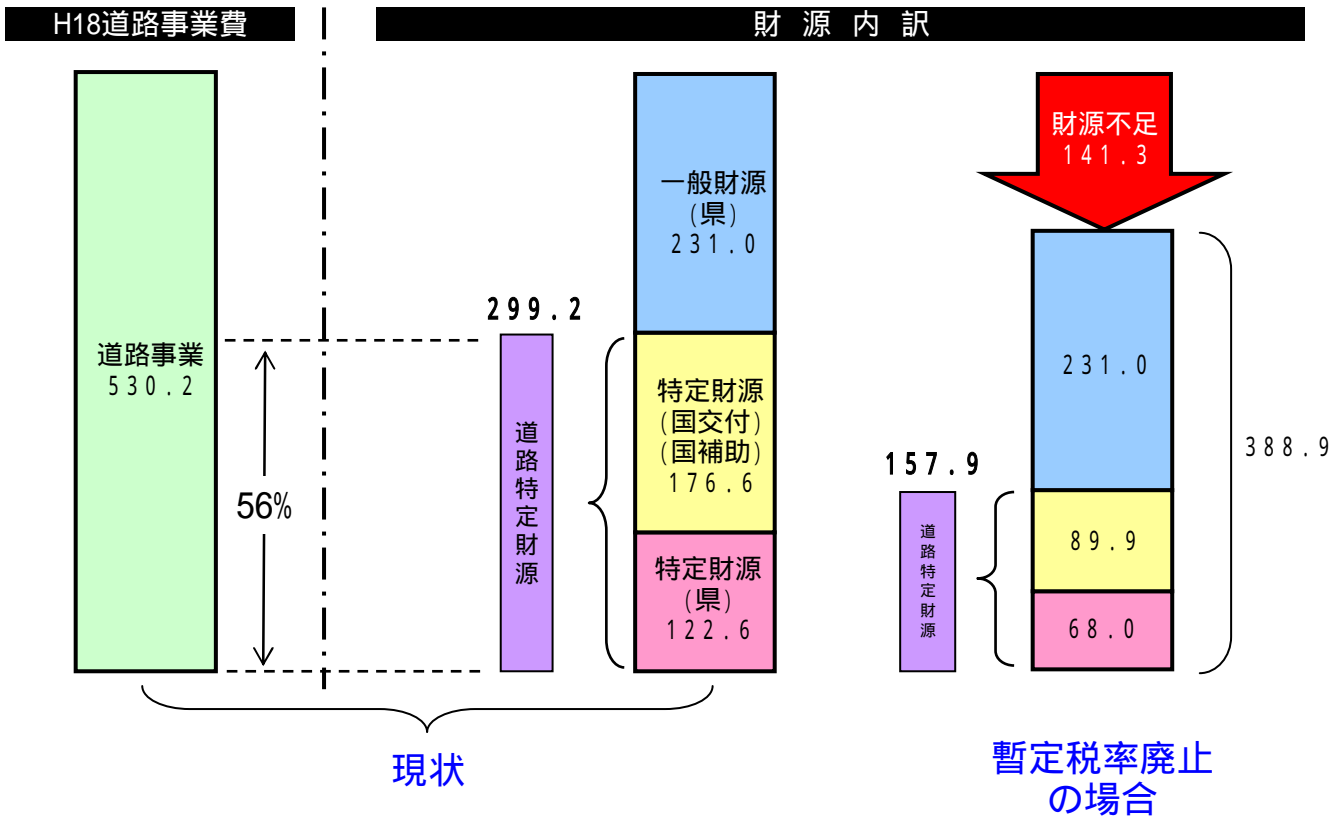 H18道路事業費
財源内訳
道路事業
530.2
56%
299.2
道路特定財源
一般財源
(県)
231.0
特定財源
(国交付)
(国補助)
176.6
特定財源
(県)
122.6
現状
財源不足
141.3
231.0
89.9
68.0
388.9
157.9
道路特定財源
暫定税率廃止
の場合